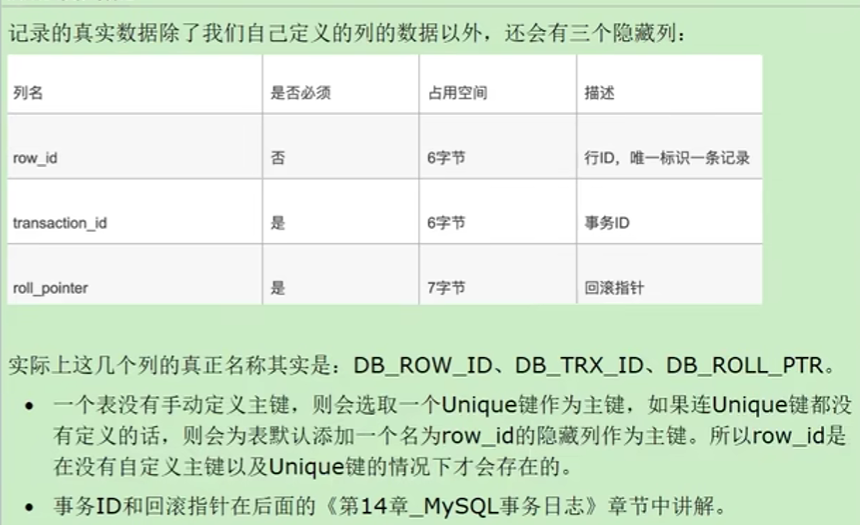 记录的真实数据除了我们自己定义的列的数据以外，还会有三个隐藏列：
列名 是否必须 占用空间 描述
row_id 否 6字节 行ID，唯一标识一条记录
transaction_id 是 6字节 事务ID
roll_pointer 是 7字节 回滚指针
实际上这几个列的真正名称其实是：DB_ROW_ID、DB_TRX_ID、DB_ROLL_PTR。
• 一个表没有手动定义主键，则会选取一个Unique键作为主键，如果连Unique键都没
有定义的话，则会为表默认添加一个名为row_id的隐藏列作为主键。所以row_id是
在没有自定义主键以及Unique键的情况下才会存在的。
• 事务ID和回滚指针在后面的《第14章_MySQL事务日志》章节中讲解。